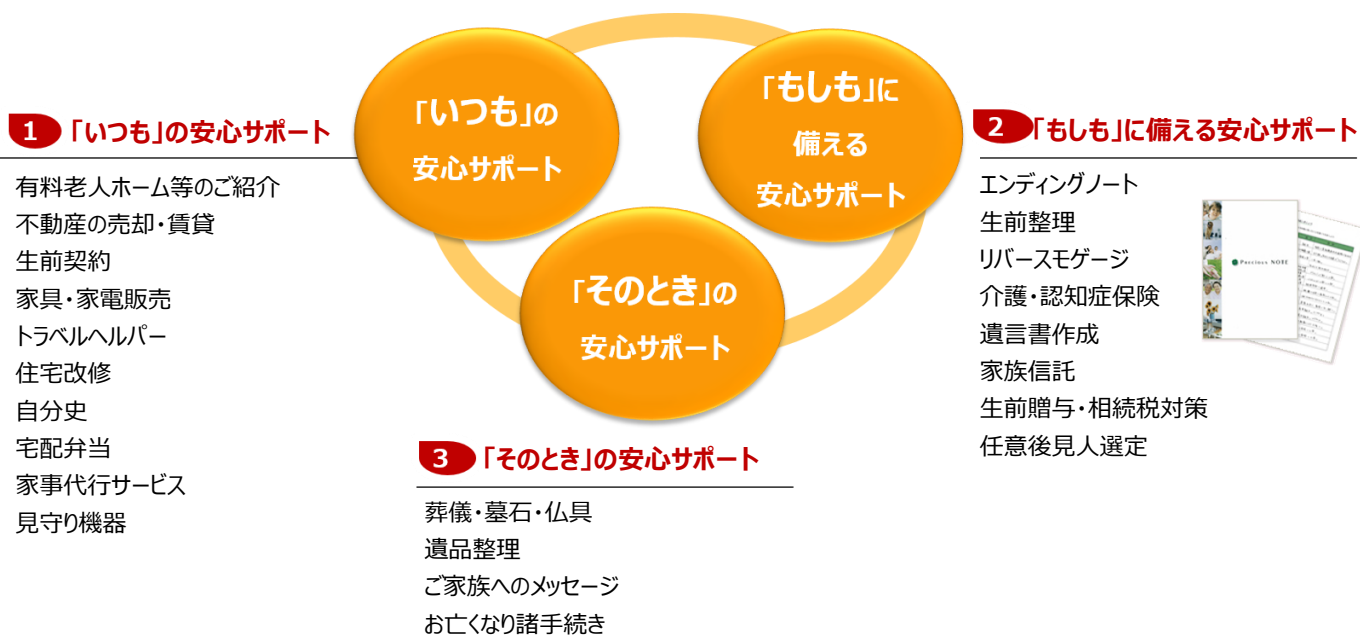 「いつも」の
安心サポート
「もしも」に
備える
安心サポート
「そのとき」の
安心サポート
1 「いつも」の安心サポート
有料老人ホーム等のご紹介
不動産の売却・賃貸
生前契約
家具・家電販売
トラベルヘルパー
住宅改修
自分史
宅配弁当
家事代行サービス
見守り機器
2 「もしも」に備える安心サポート
エンディングノート
生前整理
リバースモゲージ
介護・認知症保険
遺言書作成
家族信託
生前贈与・相続税対策
任意後見人選定
Precious NOTE
3 「そのとき」の安心サポート
葬儀・墓石・仏具
遺品整理
ご家族へのメッセージ
お亡くなり諸手続き